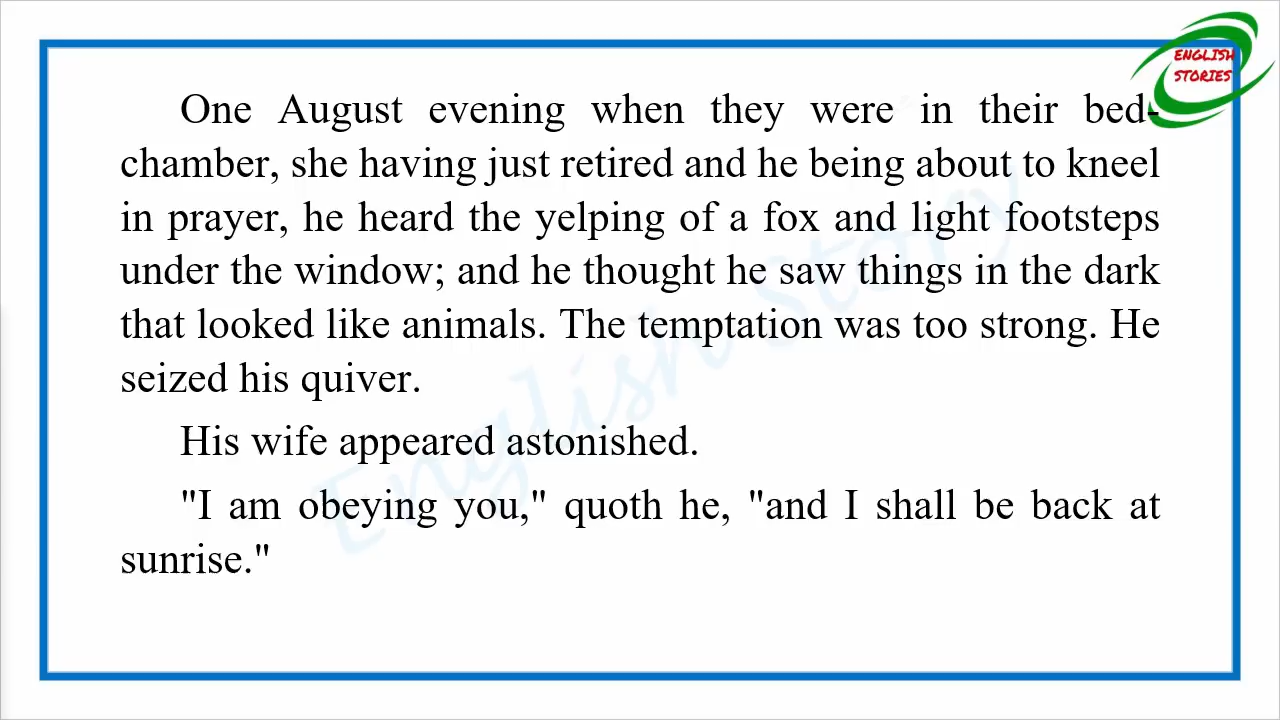 ENGLISH
STORIES
One August evening when they were in their bed-
chamber, she having just retired and he being about to kneel
in prayer, he heard the yelping of a fox and light footsteps
under the window; and he thought he saw things in the dark
that looked like animals. The temptation was too strong. He
seized his quiver.
His wife appeared astonished.
"I am obeying you," quoth he, "and I shall be back at
sunrise."
English Story